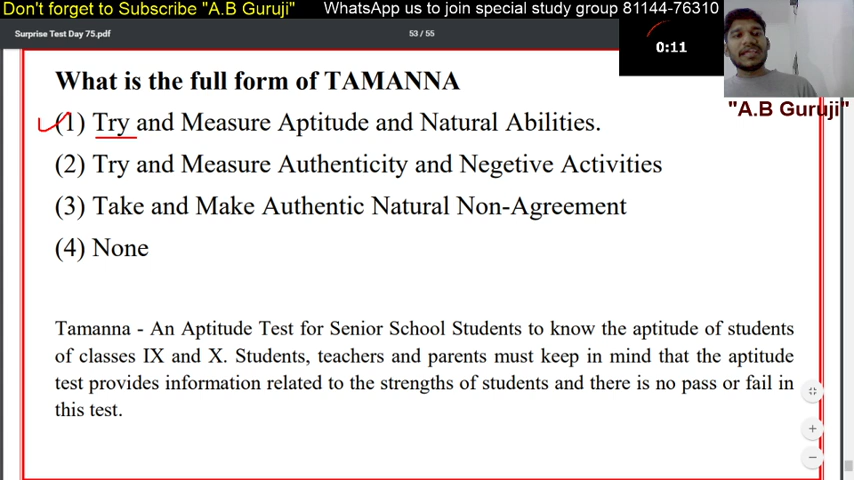 Don't forget to Subscribe "A.B Guruji" WhatsApp us to join special study group 81144-76310
Surprise Test Day 75.pdf 53 / 55
0:11
"A.B Guruji"
What is the full form of TAMANNA
(1) Try and Measure Aptitude and Natural Abilities.
(2) Try and Measure Authenticity and Negetive Activities
(3) Take and Make Authentic Natural Non-Agreement
(4) None
Tamanna - An Aptitude Test for Senior School Students to know the aptitude of students
of classes IX and X. Students, teachers and parents must keep in mind that the aptitude
test provides information related to the strengths of students and there is no pass or fail in
this test.